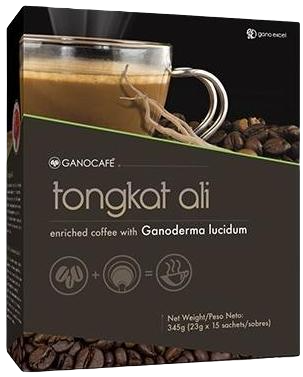 gano excel
GANOCAFÉ
tongkat ali
enriched coffee with Ganoderma lucidum
Net Weight/Peso Neto:
345g (23g x 15 sachets/sobres)